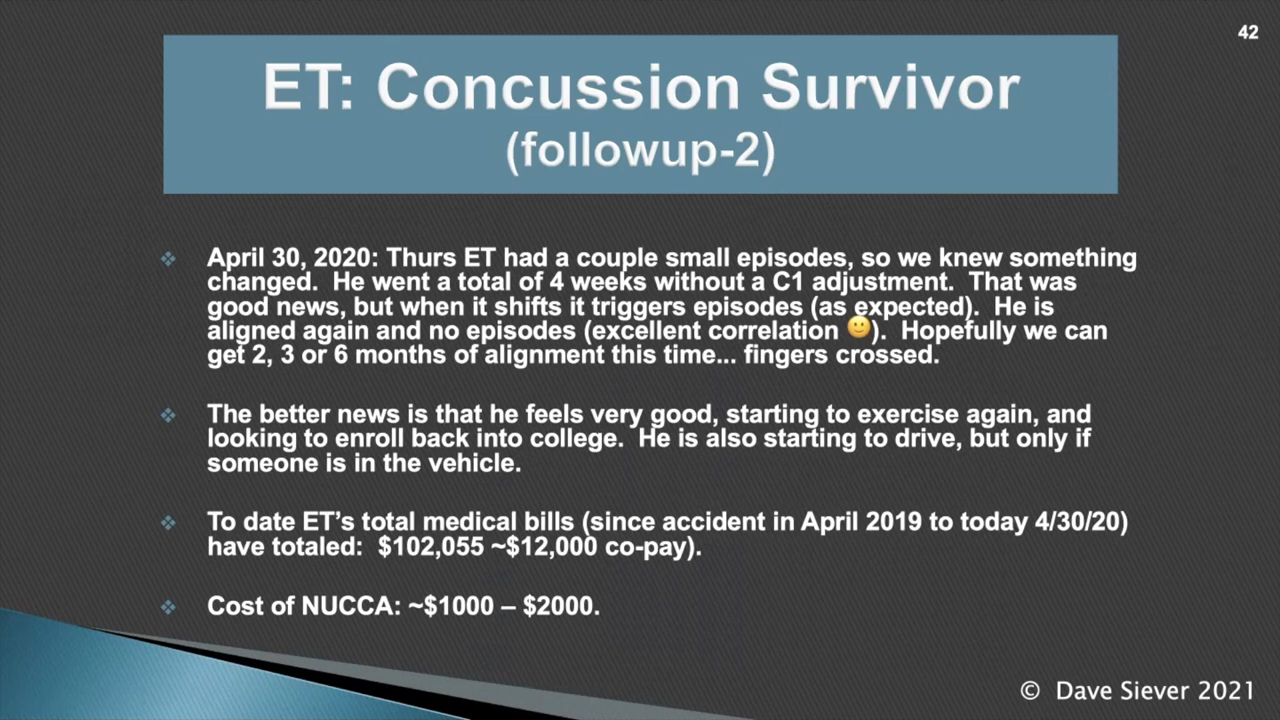 42
ET: Concussion Survivor
(followup-2)
❖ April 30, 2020: Thurs ET had a couple small episodes, so we knew something
changed.  He went a total of 4 weeks without a C1 adjustment.  That was
good news, but when it shifts it triggers episodes (as expected).  He is
aligned again and no episodes (excellent correlation 🙂).  Hopefully we can
get 2, 3 or 6 months of alignment this time... fingers crossed.
❖ The better news is that he feels very good, starting to exercise again, and
looking to enroll back into college.  He is also starting to drive, but only if
someone is in the vehicle.
❖ To date ET’s total medical bills (since accident in April 2019 to today 4/30/20)
have totaled:  $102,055 ~$12,000 co-pay).
❖ Cost of NUCCA: ~$1000 – $2000.
©  Dave Siever 2021